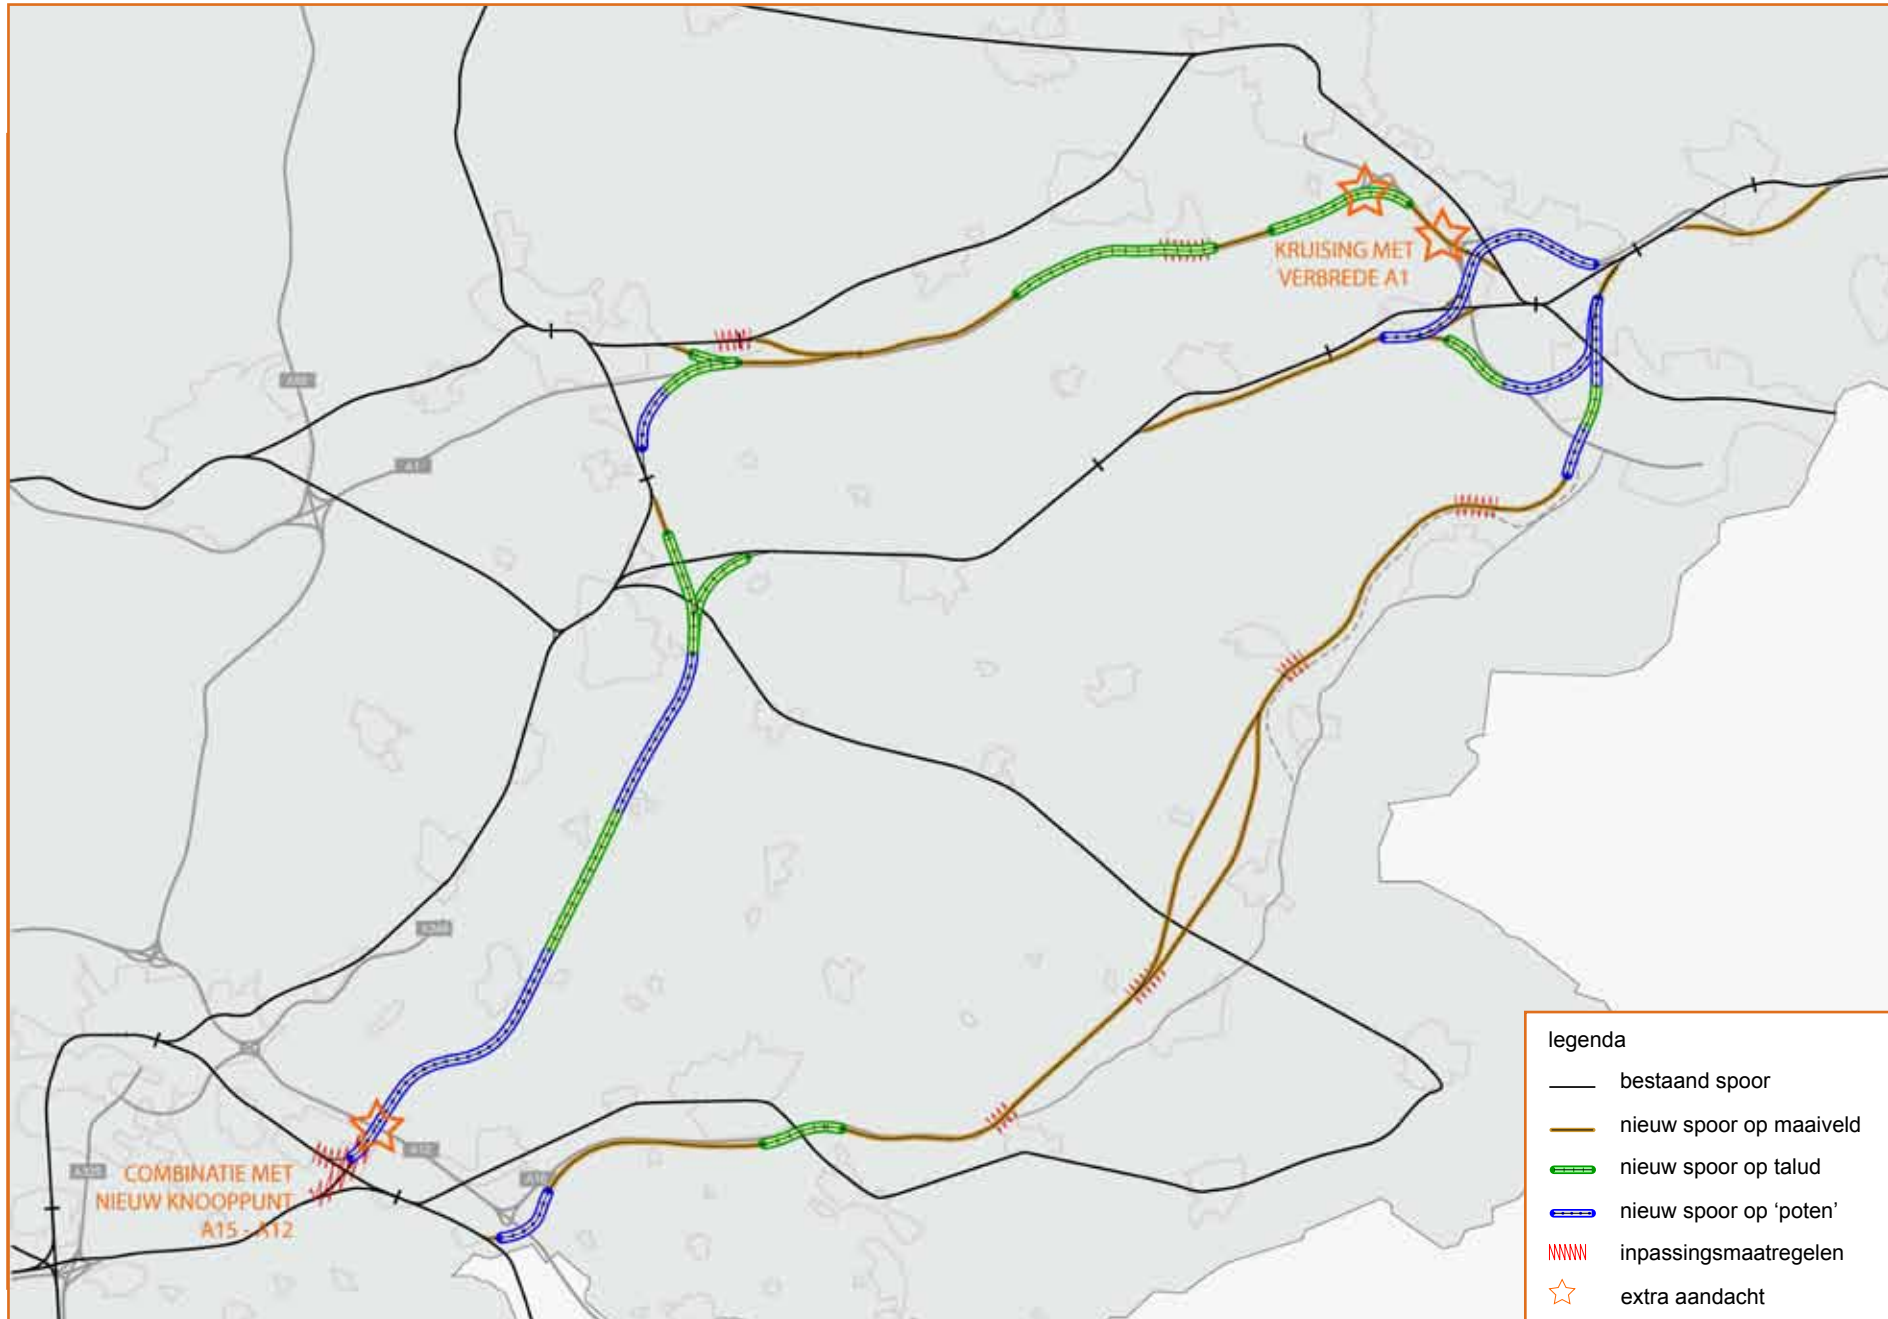 KRUISING MET
VERBREDE A1
A1
COMBINATIE MET
NIEUW KNOOPPUNT
A15 - A12
A12
legenda
bestaand spoor
nieuw spoor op maaiveld
nieuw spoor op talud
nieuw spoor op ‘poten’
inpassingsmaatregelen
extra aandacht